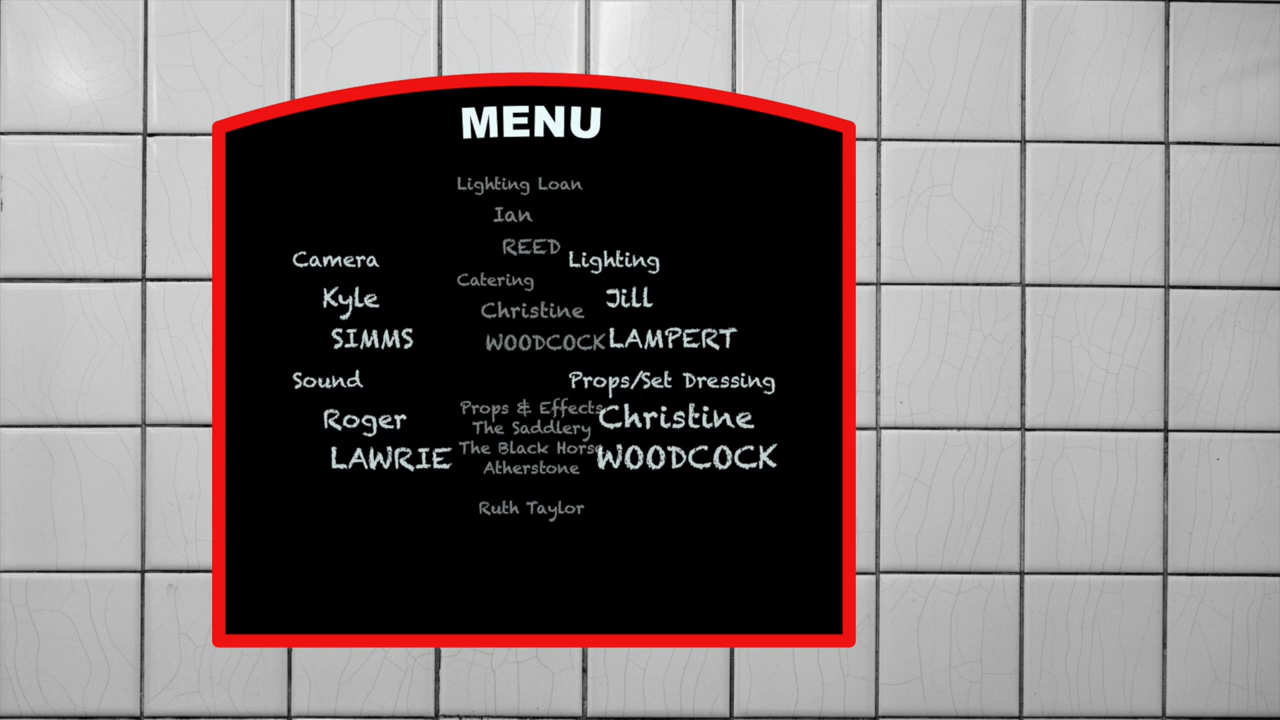 MENU
Lighting Loan
Ian
REED
Camera
Kyle
SIMMS
Lighting
Jill
LAMPERT
Catering
Christine
WOODCOCK
Sound
Roger
LAWRIE
Props/Set Dressing
Christine
WOODCOCK
Props & Effects
The Saddlery
The Black Horse
Atherstone
Ruth Taylor